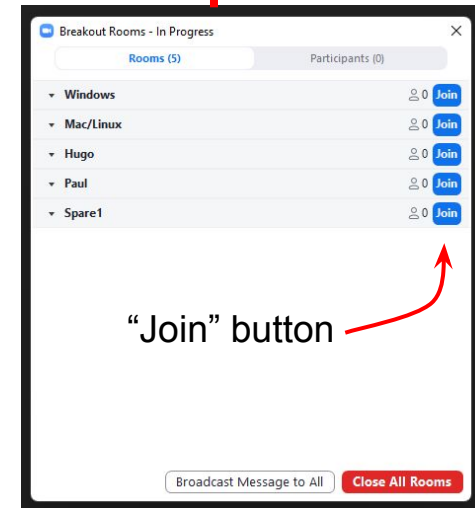 Breakout Rooms - In Progress
Rooms (5) Participants (0)
Windows 0 Join
Mac/Linux 0 Join
Hugo 0 Join
Paul 0 Join
Spare1 0 Join
“Join” button
Broadcast Message to All Close All Rooms